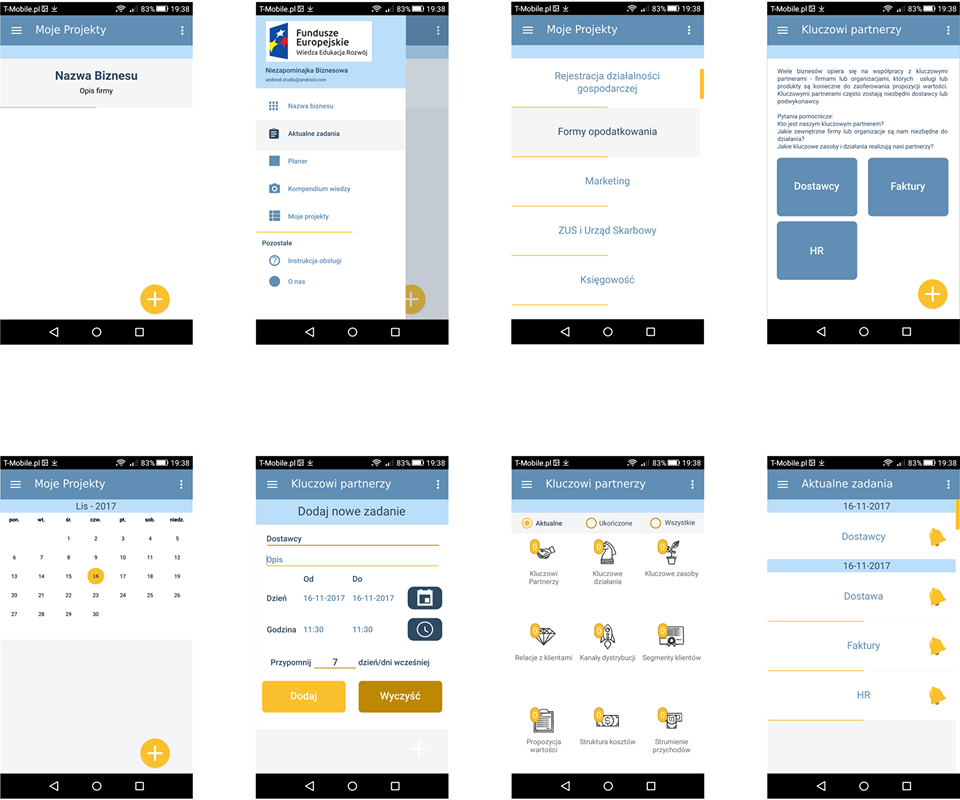 T-Mobile.pl 83% 19:38
Moje Projekty
Nazwa Biznesu
Opis firmy
T-Mobile.pl 83% 19:38
Fundusze
Europejskie
Wiedza Edukacja Rozwój
Niezapominajka Biznesowa
android.studio@android.com
Nazwa biznesu
Aktualne zadania
Planer
Kompendium wiedzy
Moje projekty
Pozostałe
Instrukcja obsługi
O nas
T-Mobile.pl 83% 19:38
Moje Projekty
Rejestracja działalności
gospodarczej
Formy opodatkowania
Marketing
ZUS i Urząd Skarbowy
Księgowość
T-Mobile.pl 83% 19:38
Kluczowi partnerzy
Wiele biznesów opiera się na współpracy z kluczowymi
partnerami - firmami lub organizacjami, których usługi lub
produkty są konieczne do zaoferowania propozycji wartości.
Kluczowymi partnerami często zostają niezbędni dostawcy lub
podwykonawcy.
Pytania pomocnicze:
Kto jest naszym kluczowym partnerem?
Jakie zewnętrzne firmy lub organizacje są nam niezbędne do
działania?
Jakie kluczowe zasoby i działania realizują nasi partnerzy?
Dostawcy Faktury
HR
T-Mobile.pl 83% 19:38
Moje Projekty
Lis - 2017
pon. wt. śr. czw. pt. sob. niedz.
1 2 3 4 5
6 7 8 9 10 11 12
13 14 15 16 17 18 19
20 21 22 23 24 25 26
27 28 29 30
T-Mobile.pl 83% 19:38
Kluczowi partnerzy
Dodaj nowe zadanie
Dostawcy
Opis
Od Do
Dzień 16-11-2017 16-11-2017
Godzina 11:30 11:30
Przypomnij 7 dzień/dni wcześniej
Dodaj Wyczyść
T-Mobile.pl 83% 19:38
Kluczowi partnerzy
Aktualne Ukończone Wszystkie
0 0 0
Kluczowi
Partnerzy
Kluczowe
działania
Kluczowe zasoby
0 0 0
Relacje z klientami Kanały dystrybucji Segmenty klientów
0 0 0
Propozycja
wartości
Struktura kosztów
Strumienie
przychodów
T-Mobile.pl 83% 19:38
Aktualne zadania
16-11-2017
Dostawcy
16-11-2017
Dostawa
Faktury
HR